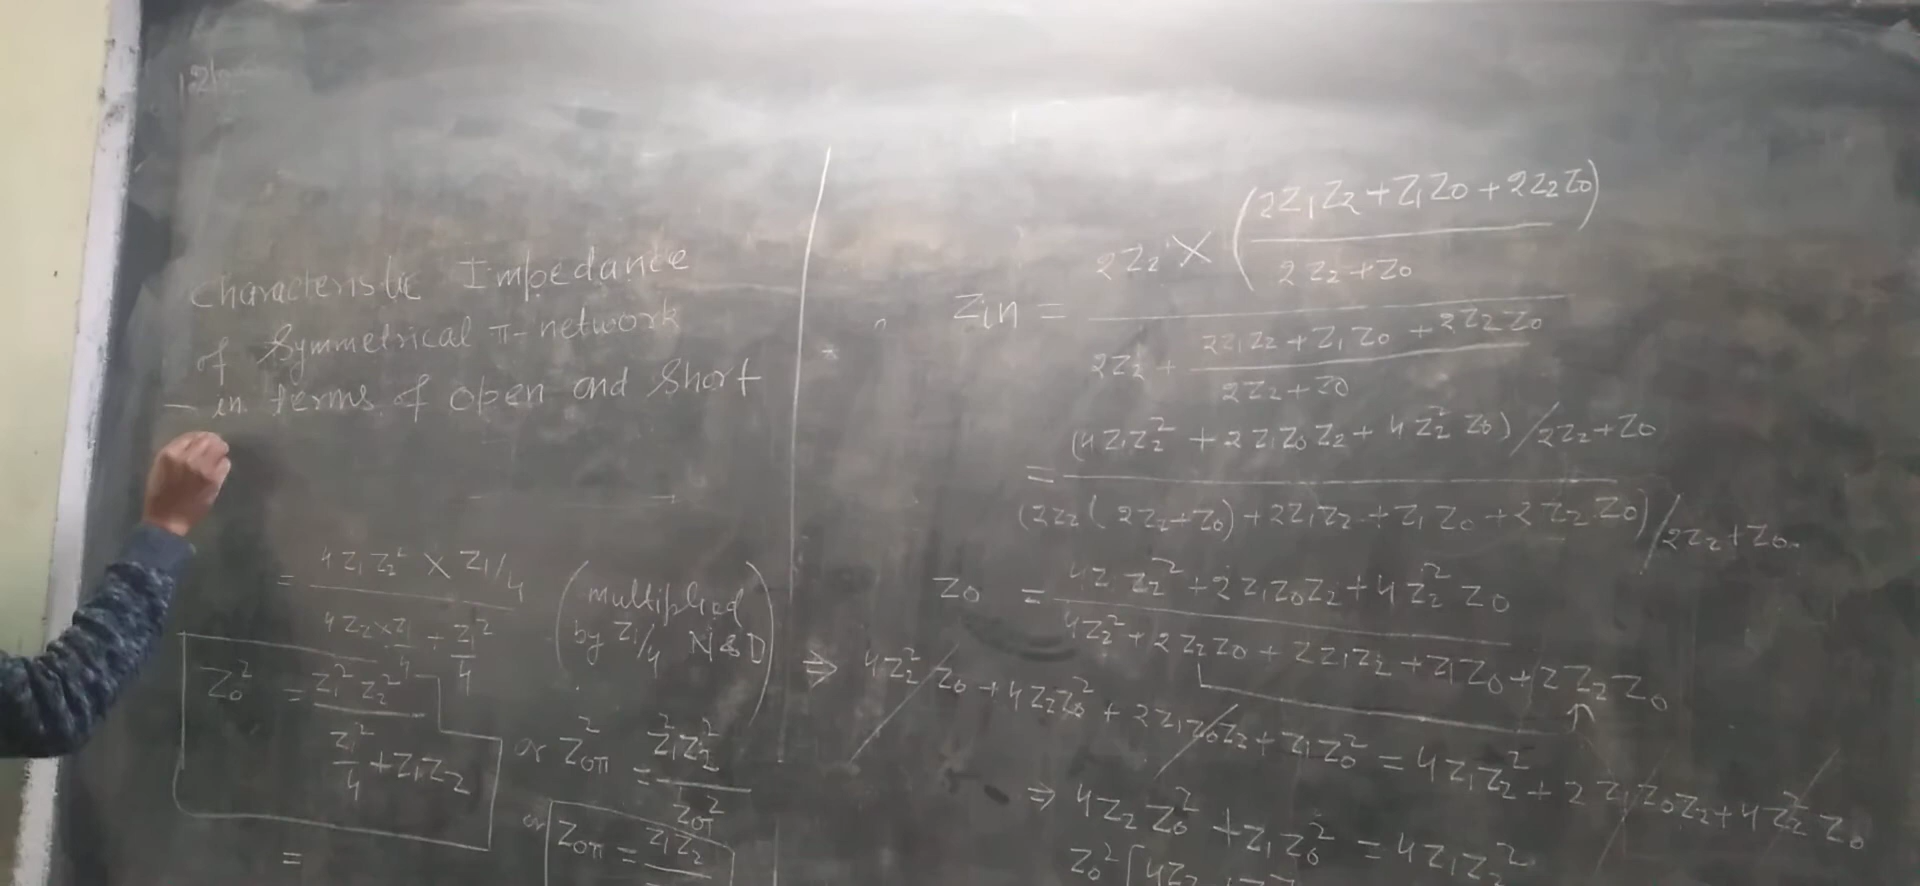 Characteristic Impedance
of Symmetrical π-network
- in terms of open and short
= 4Z₁Z₂² × Z₁/4
4Z₂×Z₁/4 + Z₁²/4
(multiplied
by Z₁/4 N&D)
Z₀² = Z₁²Z₂²
Z₁²/4 + Z₁Z₂
or Z₀π² = Z₁²Z₂²
Z₀T²
or Z₀π = Z₁Z₂
=
2Z₂ × (2Z₁Z₂+Z₁Z₀+2Z₂Z₀)
2Z₂+Z₀
Zin =
2Z₂ + 2Z₁Z₂+Z₁Z₀+2Z₂Z₀
2Z₂+Z₀
= (4Z₁Z₂² + 2Z₁Z₀Z₂ + 4Z₂²Z₀)/2Z₂+Z₀
(2Z₂(2Z₂+Z₀)+2Z₁Z₂+Z₁Z₀+2Z₂Z₀)/2Z₂+Z₀
Z₀ = 4Z₁Z₂²+2Z₁Z₀Z₂+4Z₂²Z₀
4Z₂²+2Z₂Z₀+2Z₁Z₂+Z₁Z₀+2Z₂Z₀
⇒ 4Z₂²Z₀+4Z₂Z₀²+2Z₁Z₀Z₂+Z₁Z₀² = 4Z₁Z₂²+2Z₁Z₀Z₂+4Z₂²Z₀
⇒ 4Z₂Z₀²+Z₁Z₀² = 4Z₁Z₂²
Z₀²[4Z₂